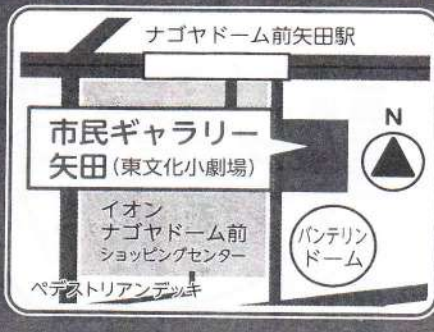 ナゴヤドーム前矢田駅
市民ギャラリー
矢田(東文化小劇場)
N
イオン
ナゴヤドーム前
ショッピングセンター
バンテリン
ドーム
ペデストリアンデッキ